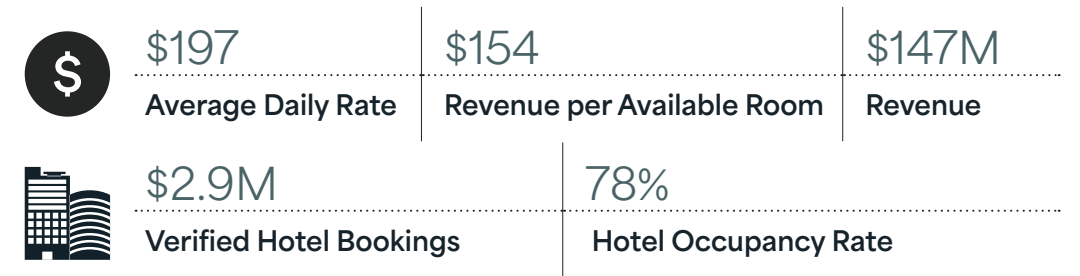 $
$197 $154 $147M
Average Daily Rate Revenue per Available Room Revenue
$2.9M 78%
Verified Hotel Bookings Hotel Occupancy Rate